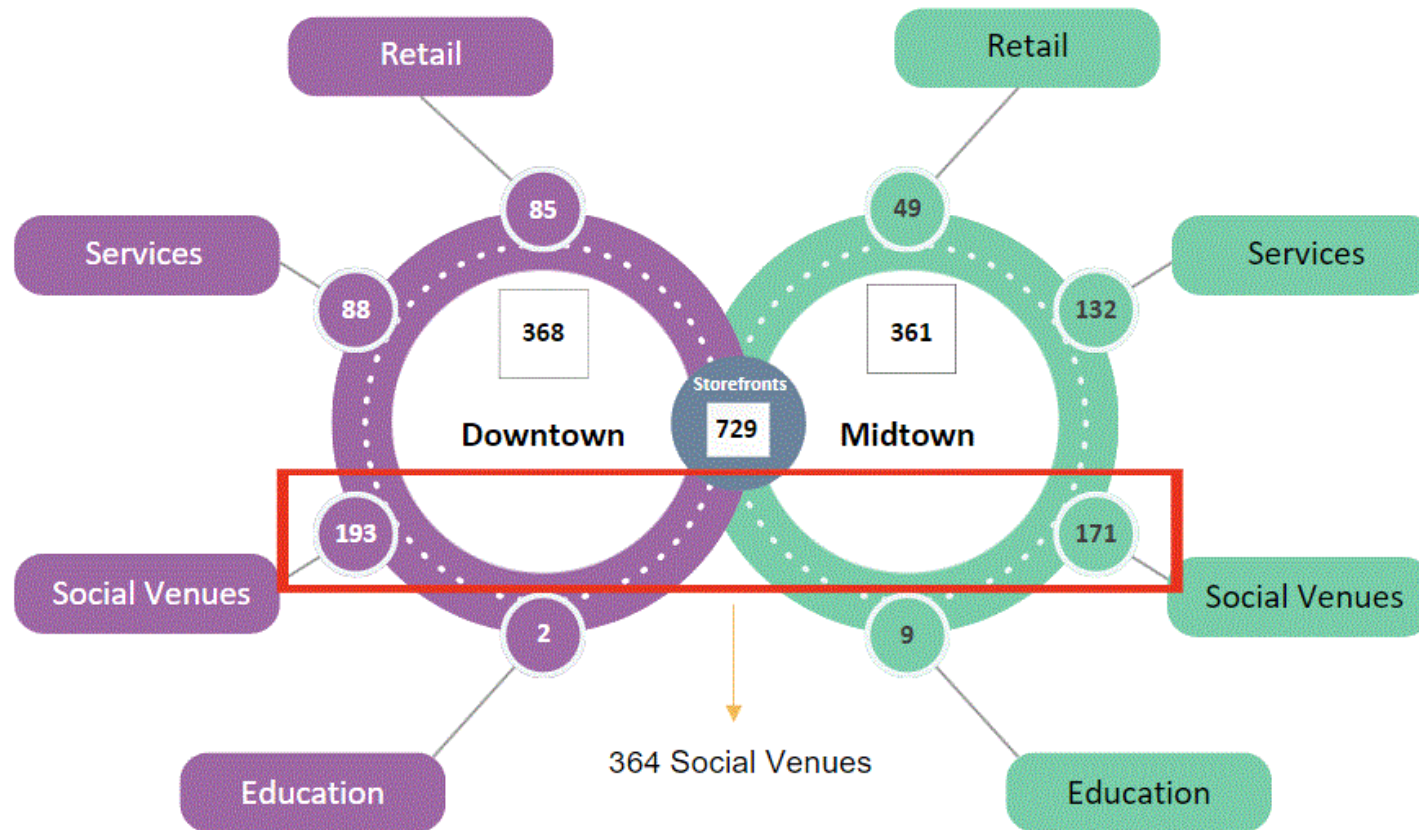 Retail
Retail
85
49
Services
Services
88
132
368
361
Storefronts
729
Downtown
Midtown
193
171
Social Venues
Social Venues
2
9
364 Social Venues
Education
Education